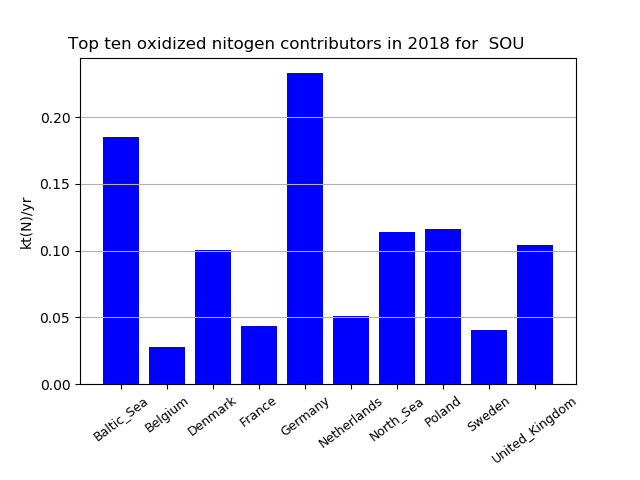 Top ten oxidized nitogen contributors in 2018 for  SOU
kt(N)/yr
0.20
0.15
0.10
0.05
0.00
Baltic_Sea
Belgium
Denmark
France
Germany
Netherlands
North_Sea
Poland
Sweden
United_Kingdom